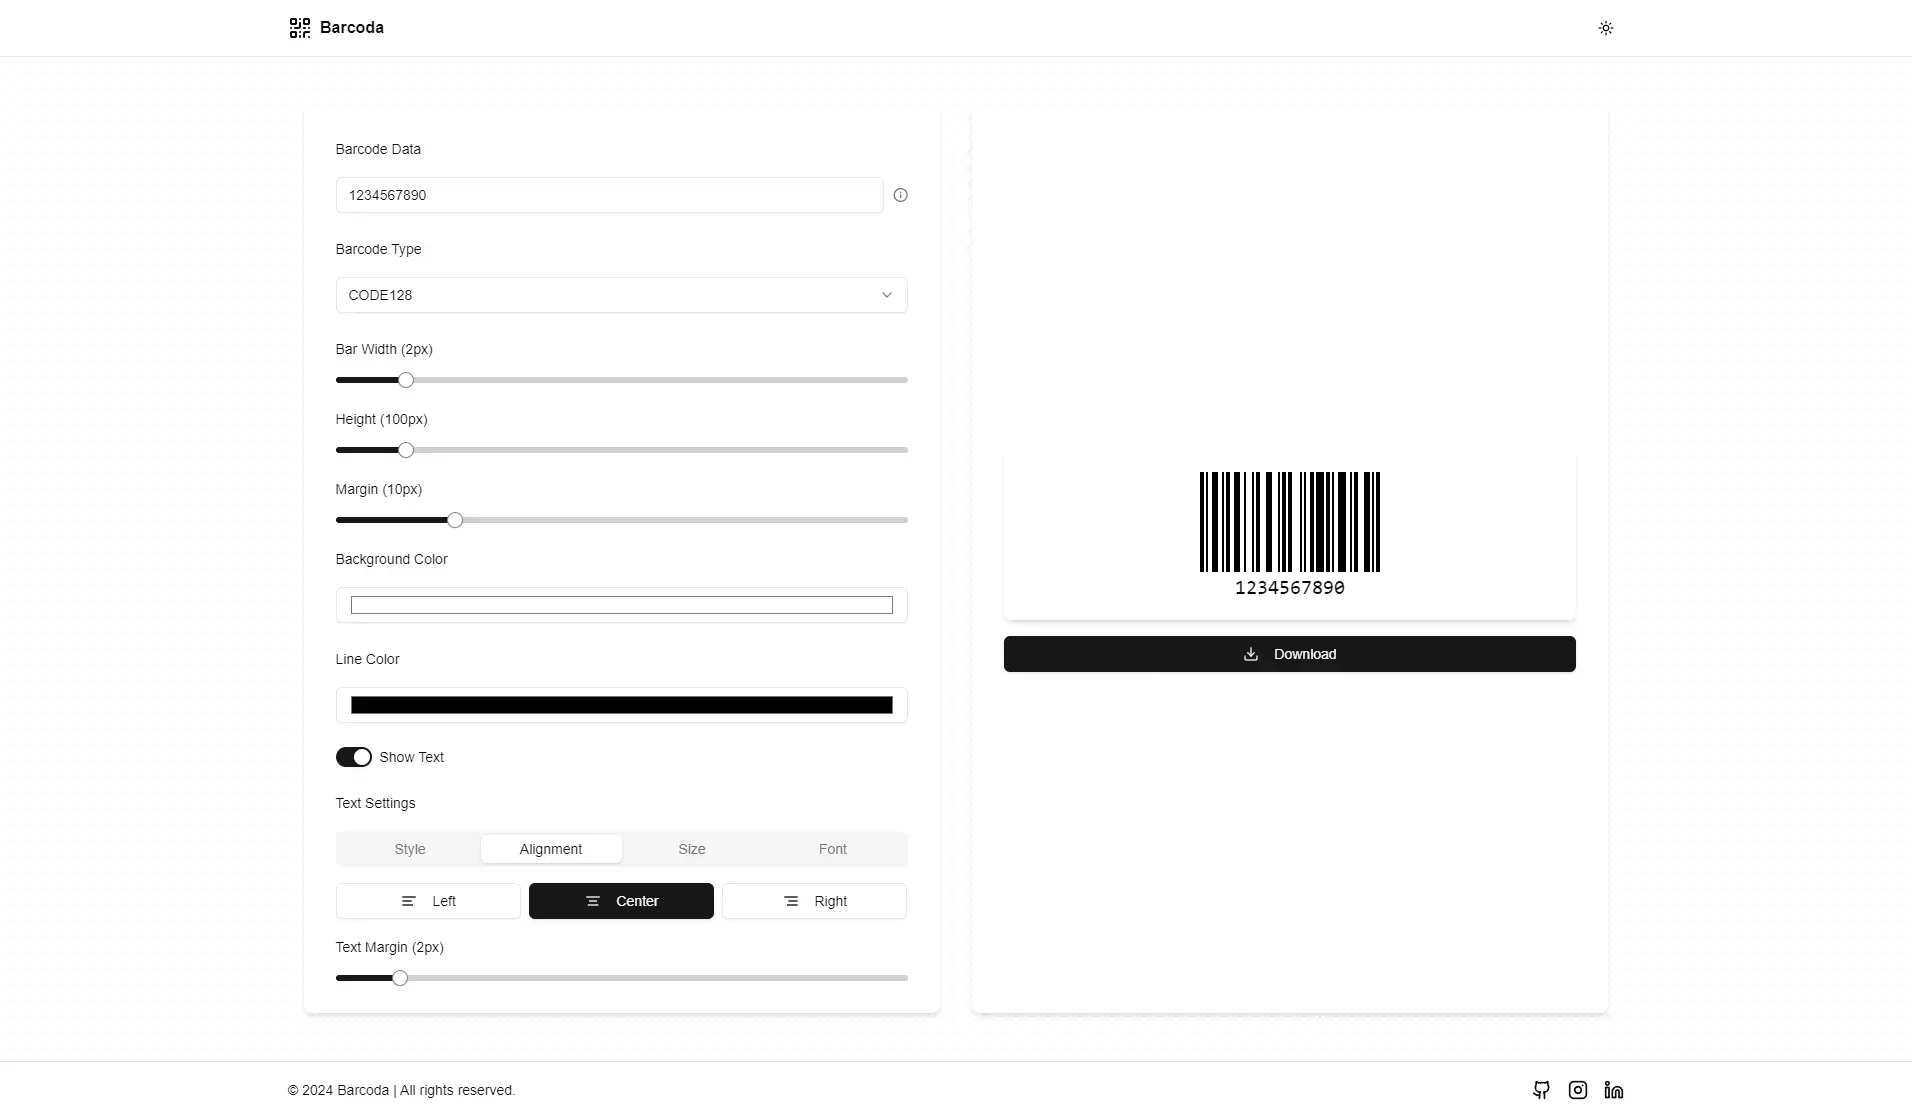 Barcoda
Barcode Data
1234567890
Barcode Type
CODE128
Bar Width (2px)
Height (100px)
Margin (10px)
Background Color
Line Color
Show Text
Text Settings
Style Alignment Size Font
Left Center Right
Text Margin (2px)
1234567890
Download
© 2024 Barcoda | All rights reserved.